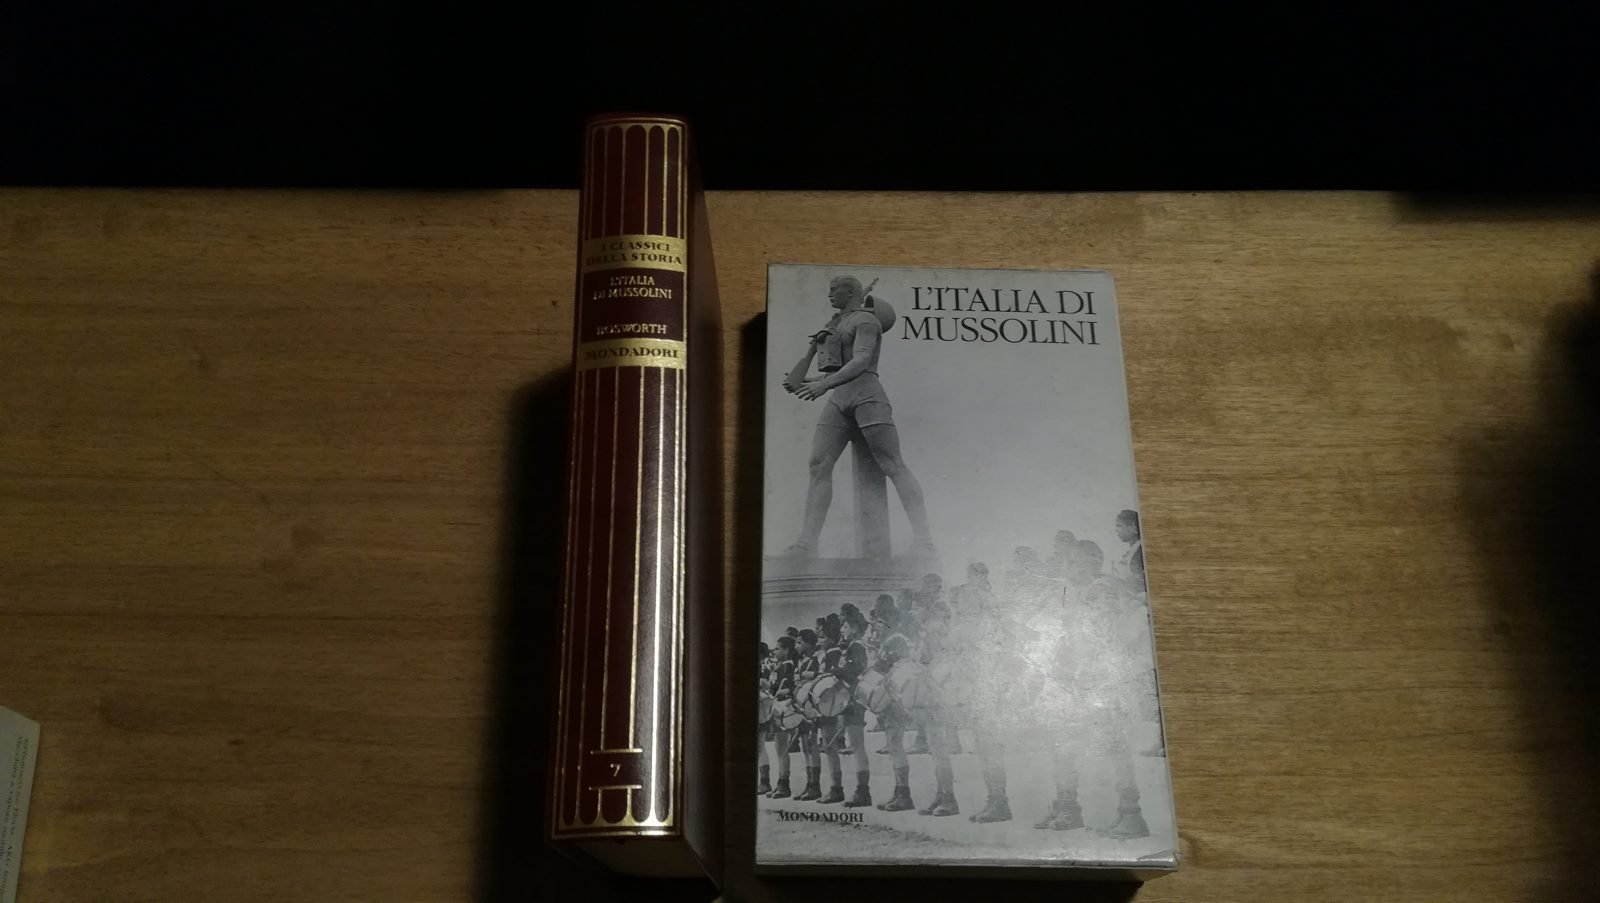 I CLASSICI
DELLA STORIA
L'ITALIA
DI MUSSOLINI
BOSWORTH
MONDADORI
7
L'ITALIA DI
MUSSOLINI
MONDADORI